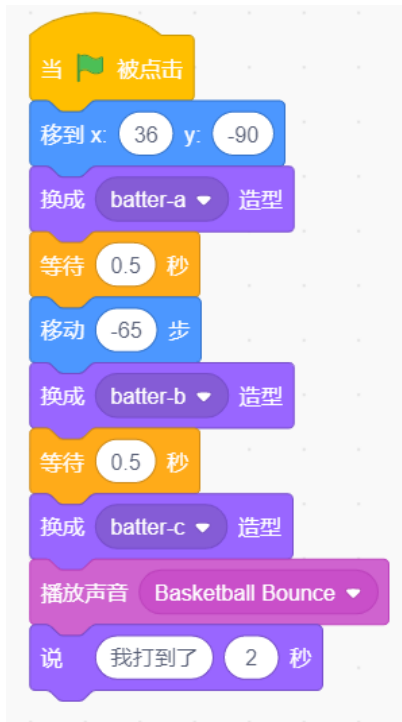 当 被点击
移到 x: 36 y: -90
换成 batter-a 造型
等待 0.5 秒
移动 -65 步
换成 batter-b 造型
等待 0.5 秒
换成 batter-c 造型
播放声音 Basketball Bounce
说 我打到了 2 秒